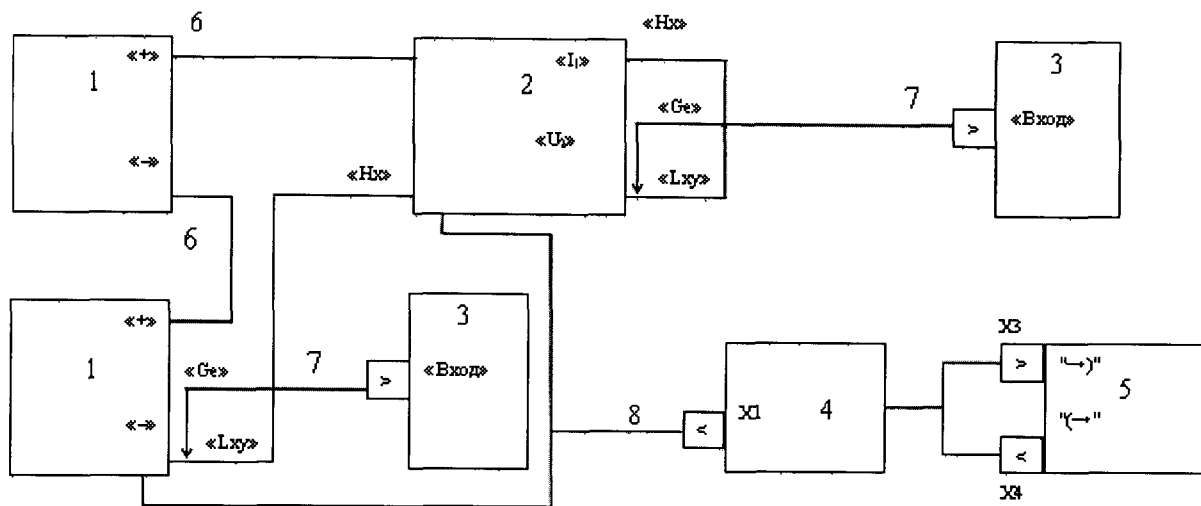 6
«Hx»
«+»
1
«-»
«I₁»
2
«U₂»
«Hx»
«Ge»
«Lxy»
7
>
«Вход»
3
6
«+»
1
«-»
«Ge»
«Lxy»
7
>
«Вход»
3
8
<
X1
4
X3
>
"↪)"
5
"(→"
<
X4